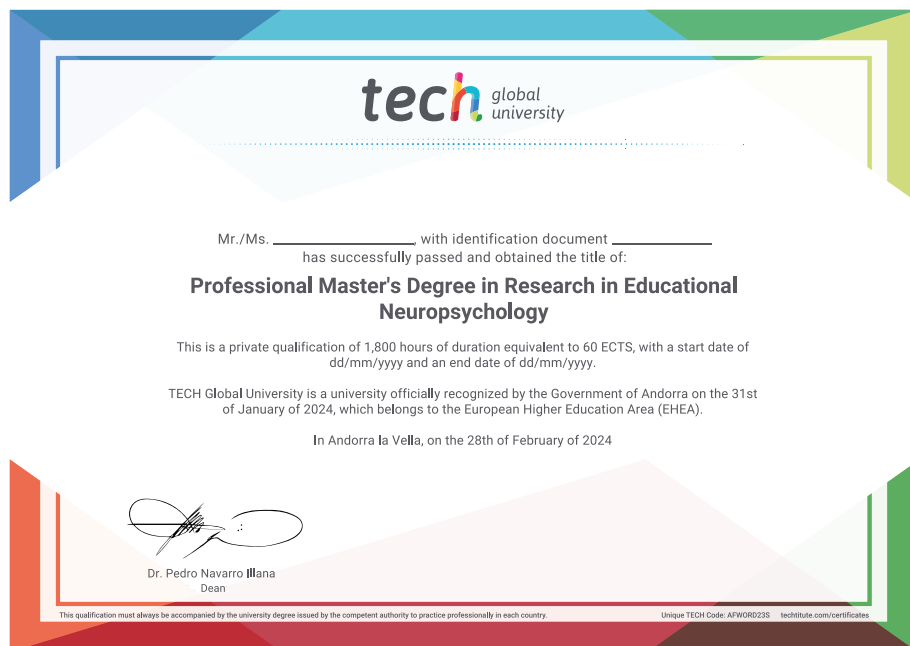 tech global
university
Mr./Ms. ________________, with identification document ____________
has successfully passed and obtained the title of:
Professional Master's Degree in Research in Educational
Neuropsychology
This is a private qualification of 1,800 hours of duration equivalent to 60 ECTS, with a start date of
dd/mm/yyyy and an end date of dd/mm/yyyy.
TECH Global University is a university officially recognized by the Government of Andorra on the 31st
of January of 2024, which belongs to the European Higher Education Area (EHEA).
In Andorra la Vella, on the 28th of February of 2024
Dr. Pedro Navarro Illana
Dean
This qualification must always be accompanied by the university degree issued by the competent authority to practice professionally in each country.
Unique TECH Code: AFWORD23S techtitute.com/certificates